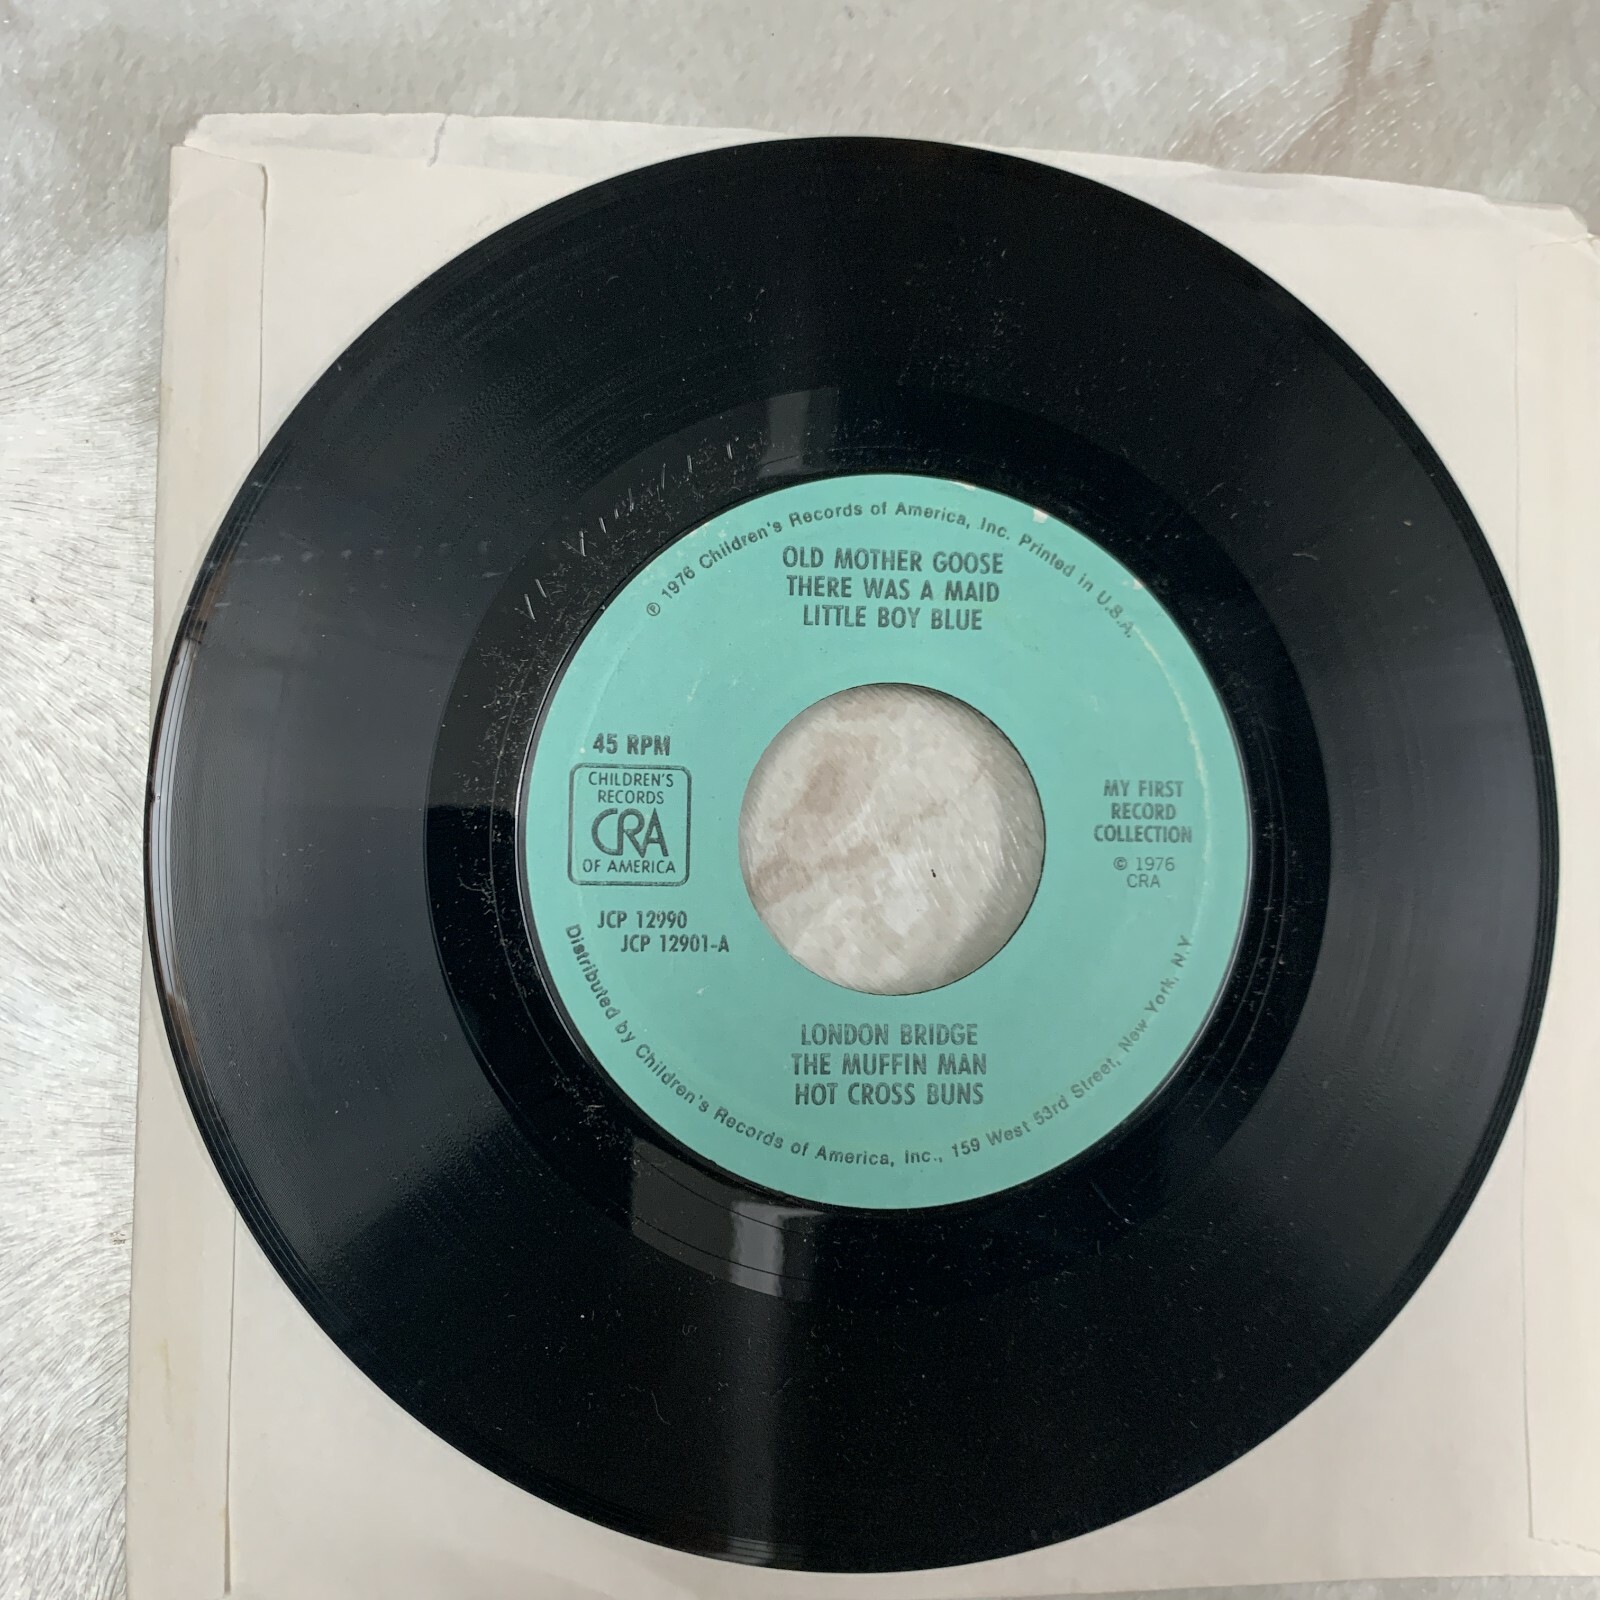 ℗ 1976 Children's Records of America, Inc. Printed in U.S.A.
OLD MOTHER GOOSE
THERE WAS A MAID
LITTLE BOY BLUE
45 RPM
CHILDREN'S
RECORDS
CRA
OF AMERICA
MY FIRST
RECORD
COLLECTION
© 1976
CRA
JCP 12990
JCP 12901-A
LONDON BRIDGE
THE MUFFIN MAN
HOT CROSS BUNS
Distributed by Children's Records of America, Inc., 159 West 53rd Street, New York, N.Y.